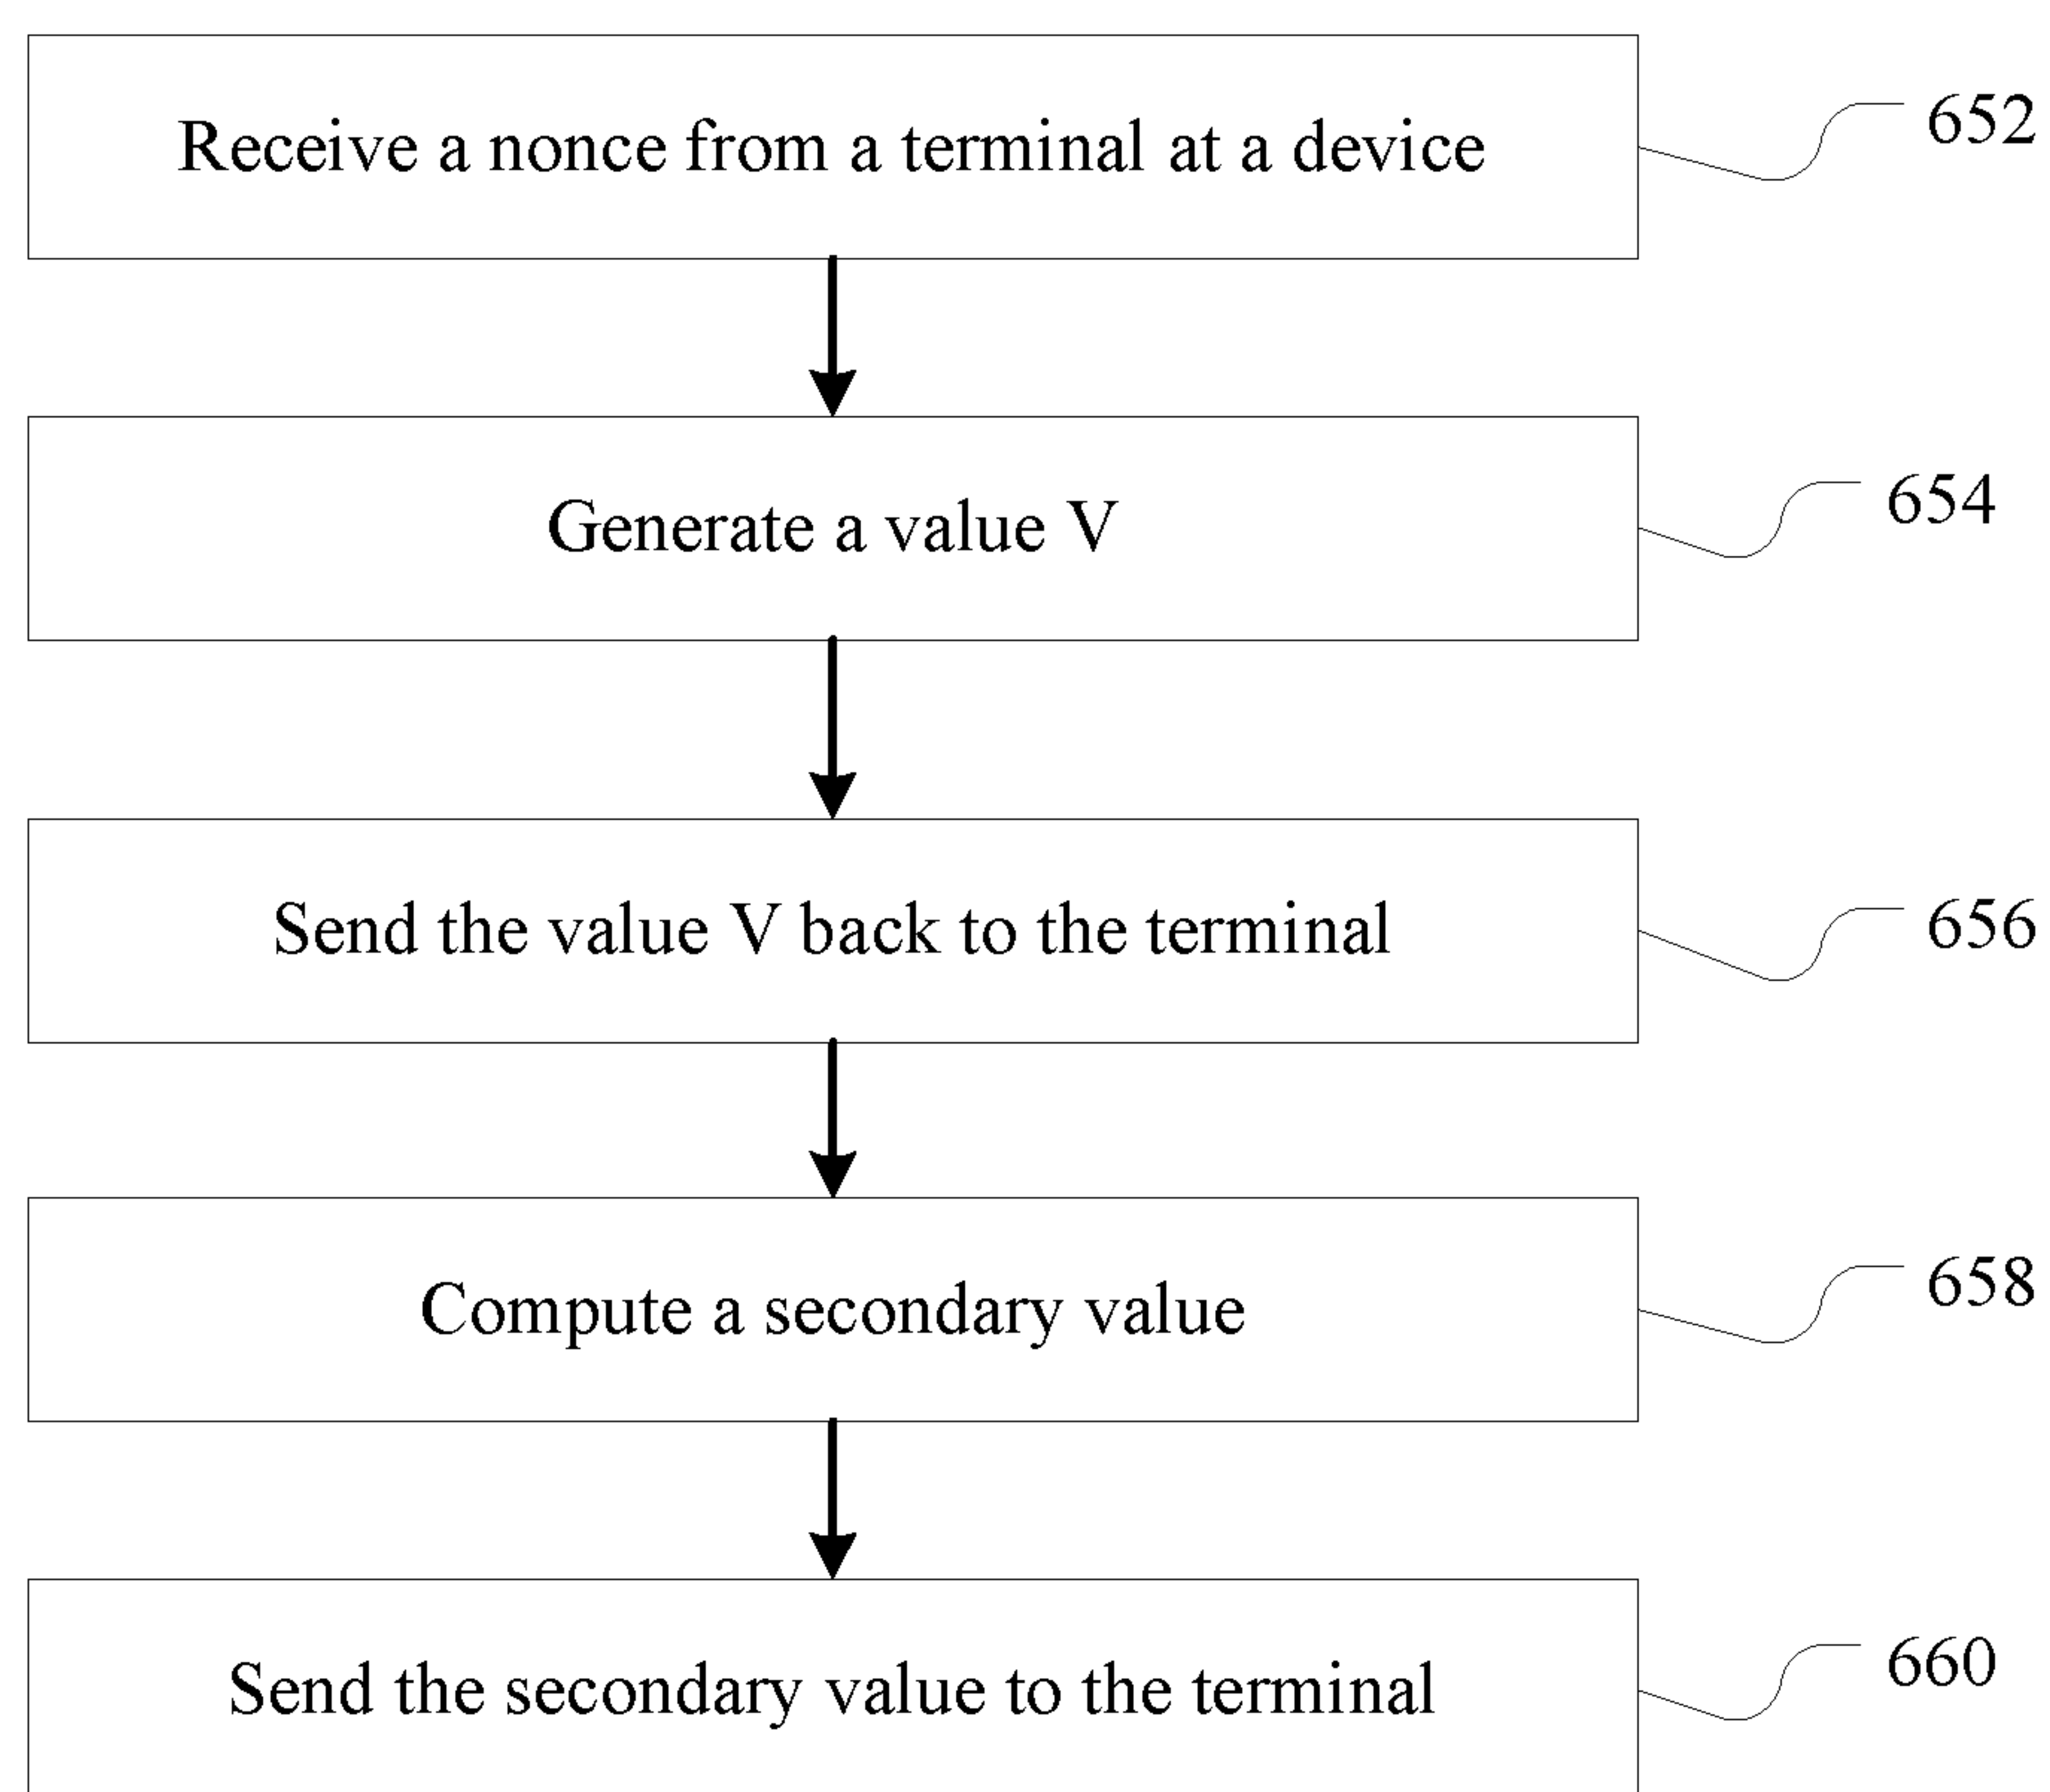 Receive a nonce from a terminal at a device
652
Generate a value V
654
Send the value V back to the terminal
656
Compute a secondary value
658
Send the secondary value to the terminal
660